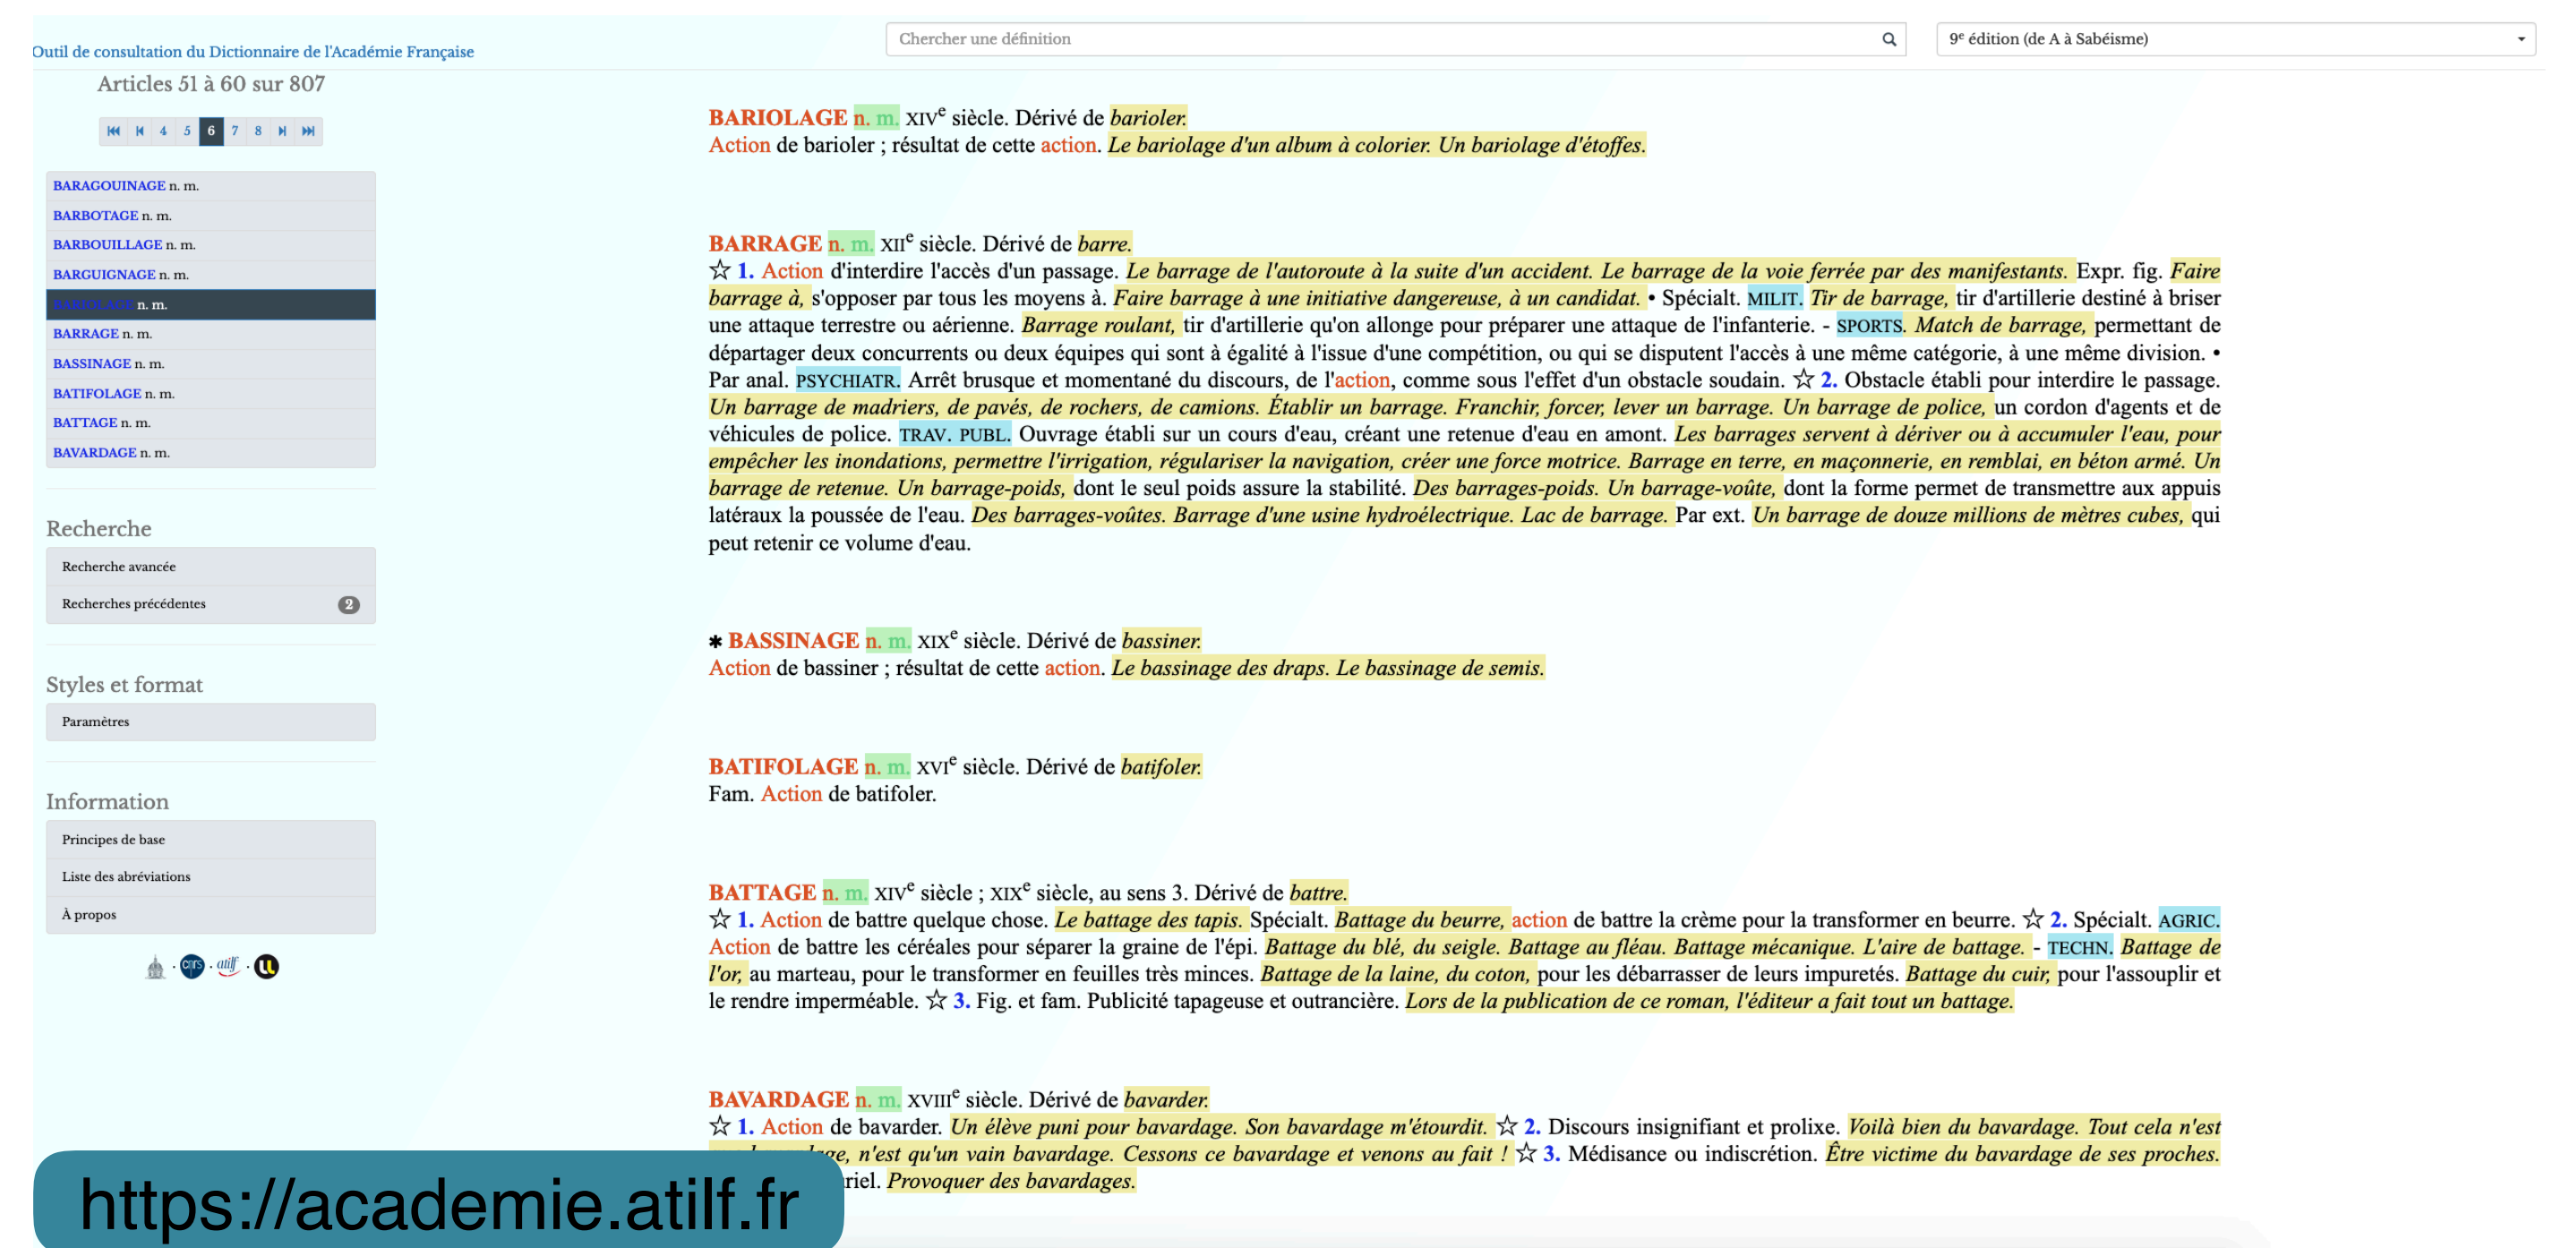 Outil de consultation du Dictionnaire de l'Académie Française
Chercher une définition
9e édition (de A à Sabéisme)
Articles 51 à 60 sur 807
4 5 6 7 8
BARAGOUINAGE n. m.
BARBOTAGE n. m.
BARBOUILLAGE n. m.
BARGUIGNAGE n. m.
BARIOLAGE n. m.
BARRAGE n. m.
BASSINAGE n. m.
BATIFOLAGE n. m.
BATTAGE n. m.
BAVARDAGE n. m.
Recherche
Recherche avancée
Recherches précédentes 2
Styles et format
Paramètres
Information
Principes de base
Liste des abréviations
À propos
cnrs · atilf
BARIOLAGE n. m. XIVe siècle. Dérivé de barioler.
Action de barioler ; résultat de cette action. Le bariolage d'un album à colorier. Un bariolage d'étoffes.
BARRAGE n. m. XIIe siècle. Dérivé de barre.
☆ 1. Action d'interdire l'accès d'un passage. Le barrage de l'autoroute à la suite d'un accident. Le barrage de la voie ferrée par des manifestants. Expr. fig. Faire
barrage à, s'opposer par tous les moyens à. Faire barrage à une initiative dangereuse, à un candidat. • Spécialt. MILIT. Tir de barrage, tir d'artillerie destiné à briser
une attaque terrestre ou aérienne. Barrage roulant, tir d'artillerie qu'on allonge pour préparer une attaque de l'infanterie. - SPORTS. Match de barrage, permettant de
départager deux concurrents ou deux équipes qui sont à égalité à l'issue d'une compétition, ou qui se disputent l'accès à une même catégorie, à une même division. •
Par anal. PSYCHIATR. Arrêt brusque et momentané du discours, de l'action, comme sous l'effet d'un obstacle soudain. ☆ 2. Obstacle établi pour interdire le passage.
Un barrage de madriers, de pavés, de rochers, de camions. Établir un barrage. Franchir, forcer, lever un barrage. Un barrage de police, un cordon d'agents et de
véhicules de police. TRAV. PUBL. Ouvrage établi sur un cours d'eau, créant une retenue d'eau en amont. Les barrages servent à dériver ou à accumuler l'eau, pour
empêcher les inondations, permettre l'irrigation, régulariser la navigation, créer une force motrice. Barrage en terre, en maçonnerie, en remblai, en béton armé. Un
barrage de retenue. Un barrage-poids, dont le seul poids assure la stabilité. Des barrages-poids. Un barrage-voûte, dont la forme permet de transmettre aux appuis
latéraux la poussée de l'eau. Des barrages-voûtes. Barrage d'une usine hydroélectrique. Lac de barrage. Par ext. Un barrage de douze millions de mètres cubes, qui
peut retenir ce volume d'eau.
✱ BASSINAGE n. m. XIXe siècle. Dérivé de bassiner.
Action de bassiner ; résultat de cette action. Le bassinage des draps. Le bassinage de semis.
BATIFOLAGE n. m. XVIe siècle. Dérivé de batifoler.
Fam. Action de batifoler.
BATTAGE n. m. XIVe siècle ; XIXe siècle, au sens 3. Dérivé de battre.
☆ 1. Action de battre quelque chose. Le battage des tapis. Spécialt. Battage du beurre, action de battre la crème pour la transformer en beurre. ☆ 2. Spécialt. AGRIC.
Action de battre les céréales pour séparer la graine de l'épi. Battage du blé, du seigle. Battage au fléau. Battage mécanique. L'aire de battage. - TECHN. Battage de
l'or, au marteau, pour le transformer en feuilles très minces. Battage de la laine, du coton, pour les débarrasser de leurs impuretés. Battage du cuir, pour l'assouplir et
le rendre imperméable. ☆ 3. Fig. et fam. Publicité tapageuse et outrancière. Lors de la publication de ce roman, l'éditeur a fait tout un battage.
BAVARDAGE n. m. XVIIIe siècle. Dérivé de bavarder.
☆ 1. Action de bavarder. Un élève puni pour bavardage. Son bavardage m'étourdit. ☆ 2. Discours insignifiant et prolixe. Voilà bien du bavardage. Tout cela n'est
n'est qu'un vain bavardage. Cessons ce bavardage et venons au fait ! ☆ 3. Médisance ou indiscrétion. Être victime du bavardage de ses proches.
riel. Provoquer des bavardages.
https://academie.atilf.fr